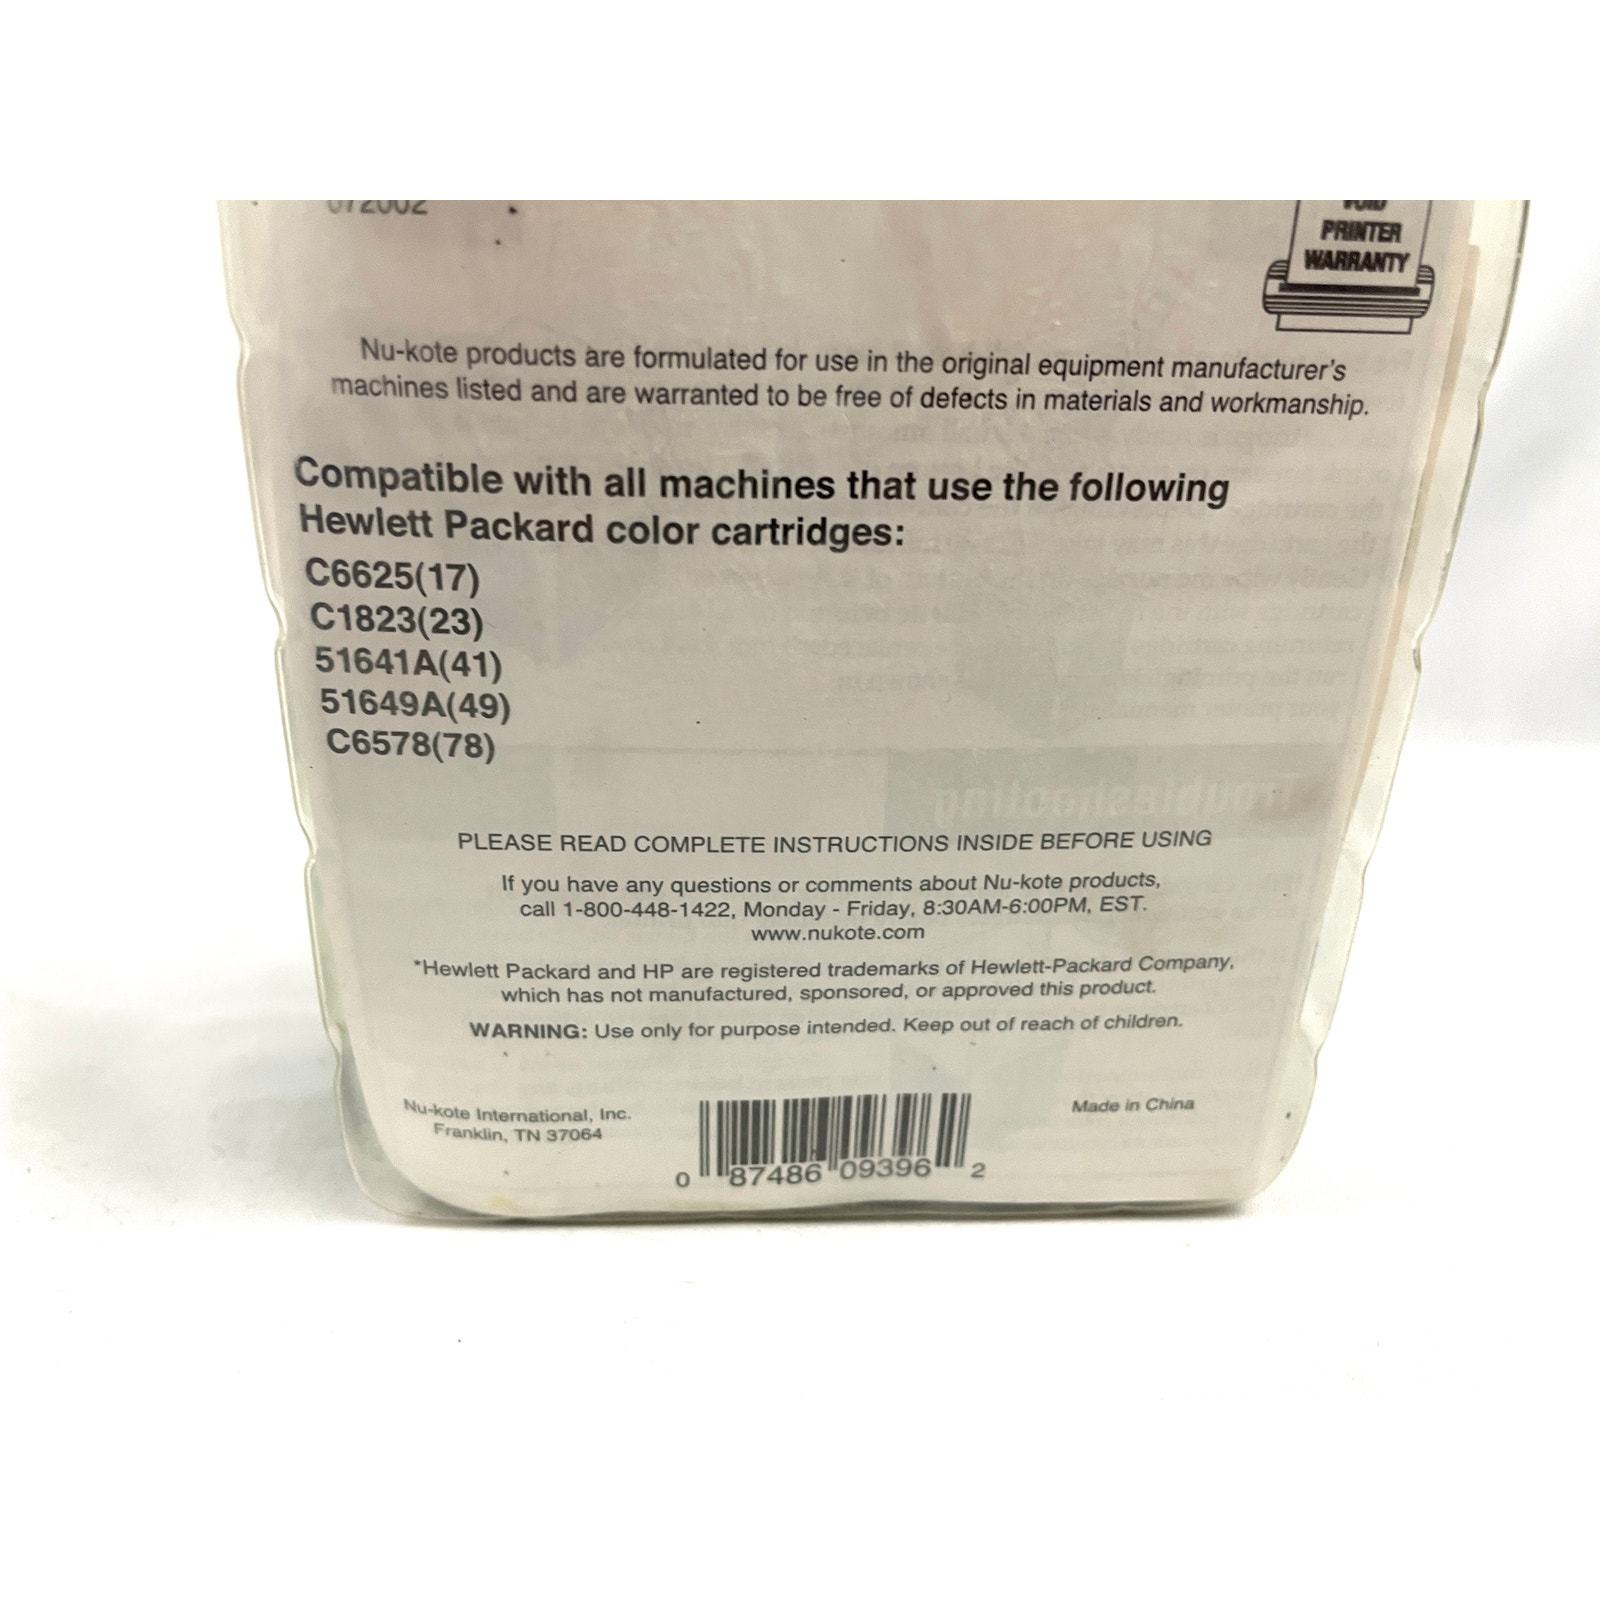 072002
VOID
PRINTER
WARRANTY
Nu-kote products are formulated for use in the original equipment manufacturer's
machines listed and are warranted to be free of defects in materials and workmanship.
Compatible with all machines that use the following
Hewlett Packard color cartridges:
C6625(17)
C1823(23)
51641A(41)
51649A(49)
C6578(78)
Troubleshooting
PLEASE READ COMPLETE INSTRUCTIONS INSIDE BEFORE USING
If you have any questions or comments about Nu-kote products,
call 1-800-448-1422, Monday - Friday, 8:30AM-6:00PM, EST.
www.nukote.com
*Hewlett Packard and HP are registered trademarks of Hewlett-Packard Company,
which has not manufactured, sponsored, or approved this product.
WARNING: Use only for purpose intended. Keep out of reach of children.
Nu-kote International, Inc.
Franklin, TN 37064
Made in China
0 87486 09396 2